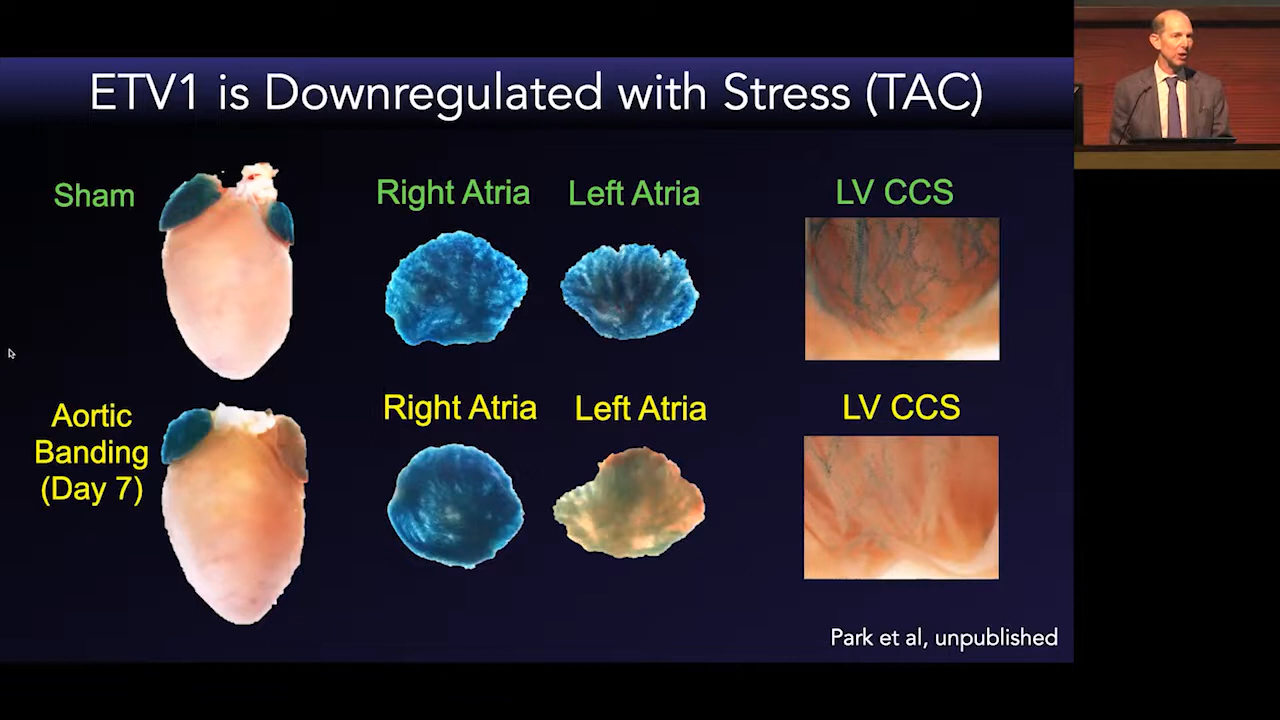 ETV1 is Downregulated with Stress (TAC)
Sham
Right Atria
Left Atria
LV CCS
Aortic
Banding
(Day 7)
Right Atria
Left Atria
LV CCS
Park et al, unpublished